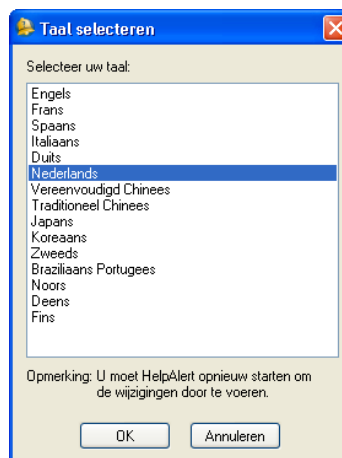 Taal selecteren
Selecteer uw taal:
Engels
Frans
Spaans
Italiaans
Duits
Nederlands
Vereenvoudigd Chinees
Traditioneel Chinees
Japans
Koreaans
Zweeds
Braziliaans Portugees
Noors
Deens
Fins
Opmerking: U moet HelpAlert opnieuw starten om
de wijzigingen door te voeren.
OK Annuleren